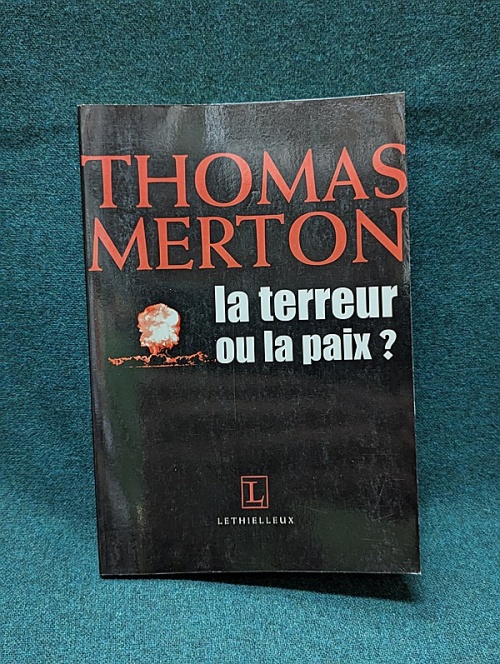 THOMAS
MERTON
la terreur
ou la paix ?
L
LETHIELLEUX